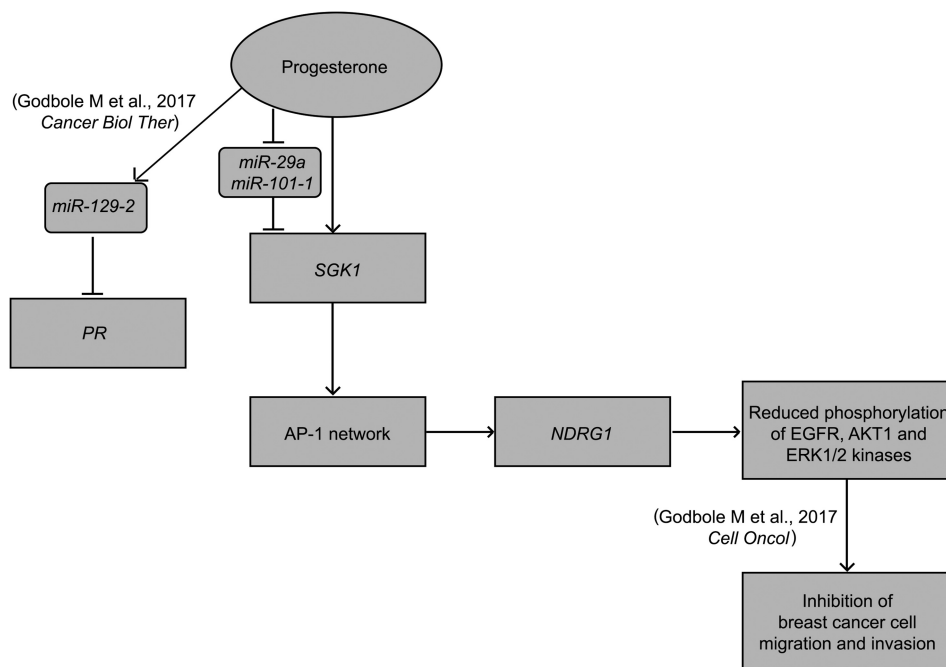 Progesterone
(Godbole M et al., 2017
Cancer Biol Ther)
miR-29a
miR-101-1
miR-129-2
SGK1
PR
AP-1 network
NDRG1
Reduced phosphorylation
of EGFR, AKT1 and
ERK1/2 kinases
(Godbole M et al., 2017
Cell Oncol)
Inhibition of
breast cancer cell
migration and invasion